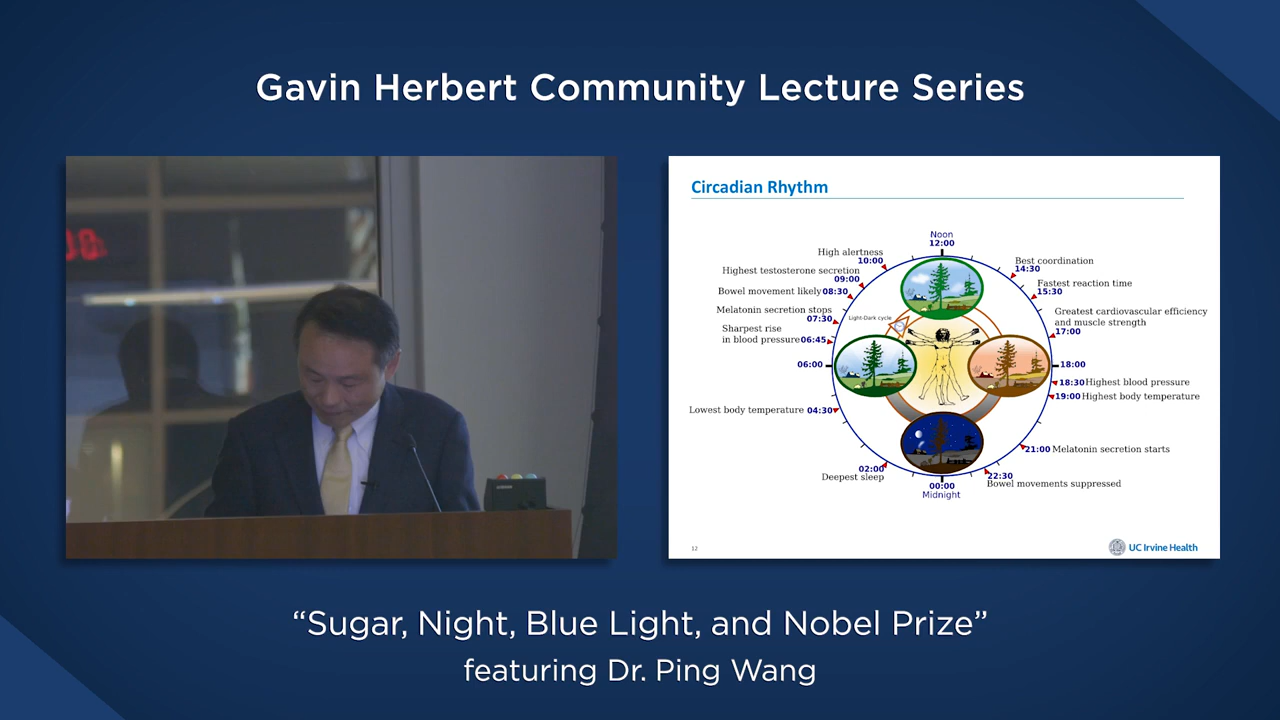 Gavin Herbert Community Lecture Series
Circadian Rhythm
Noon
12:00
High alertness
10:00
Highest testosterone secretion
09:00
Bowel movement likely 08:30
Melatonin secretion stops
07:30
Sharpest rise
in blood pressure 06:45
06:00
Lowest body temperature 04:30
02:00
Deepest sleep
00:00
Midnight
Light-Dark cycle
Best coordination
14:30
Fastest reaction time
15:30
Greatest cardiovascular efficiency
and muscle strength
17:00
18:00
18:30 Highest blood pressure
19:00 Highest body temperature
21:00 Melatonin secretion starts
22:30
Bowel movements suppressed
12
UC Irvine Health
“Sugar, Night, Blue Light, and Nobel Prize”
featuring Dr. Ping Wang